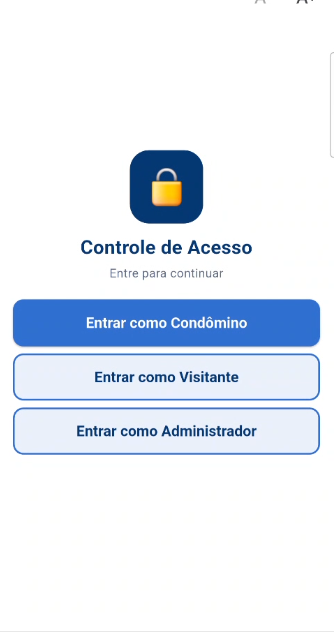 Controle de Acesso
Entre para continuar
Entrar como Condômino
Entrar como Visitante
Entrar como Administrador